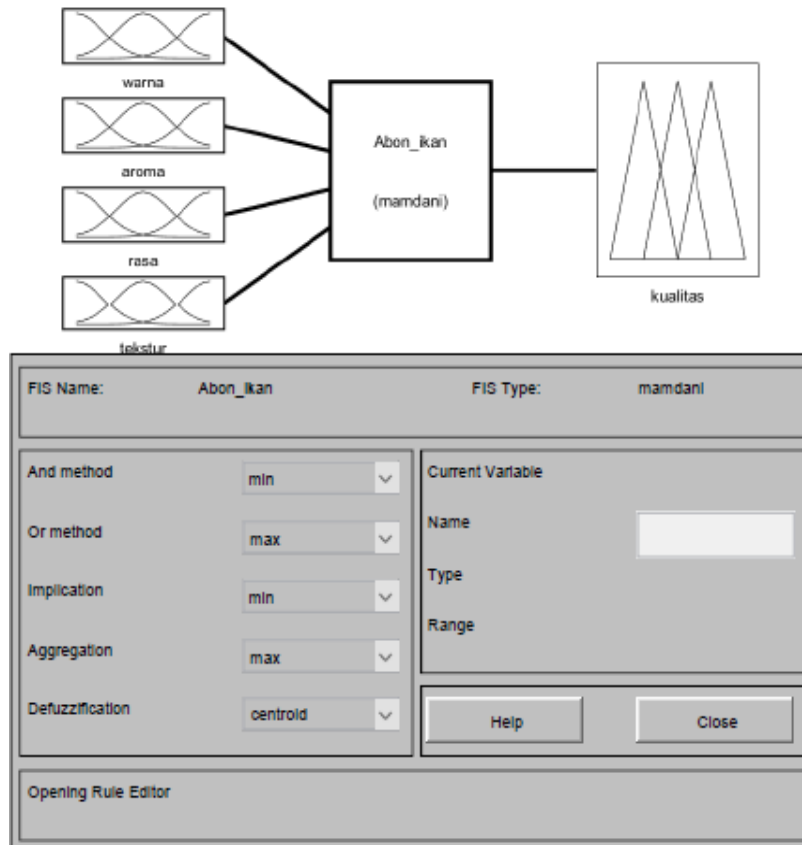 warna
aroma
rasa
tekstur
Abon_ikan
(mamdani)
kualitas
FIS Name: Abon_ikan FIS Type: mamdani
And method min
Or method max
Implication min
Aggregation max
Defuzzification centroid
Current Variable
Name
Type
Range
Help Close
Opening Rule Editor